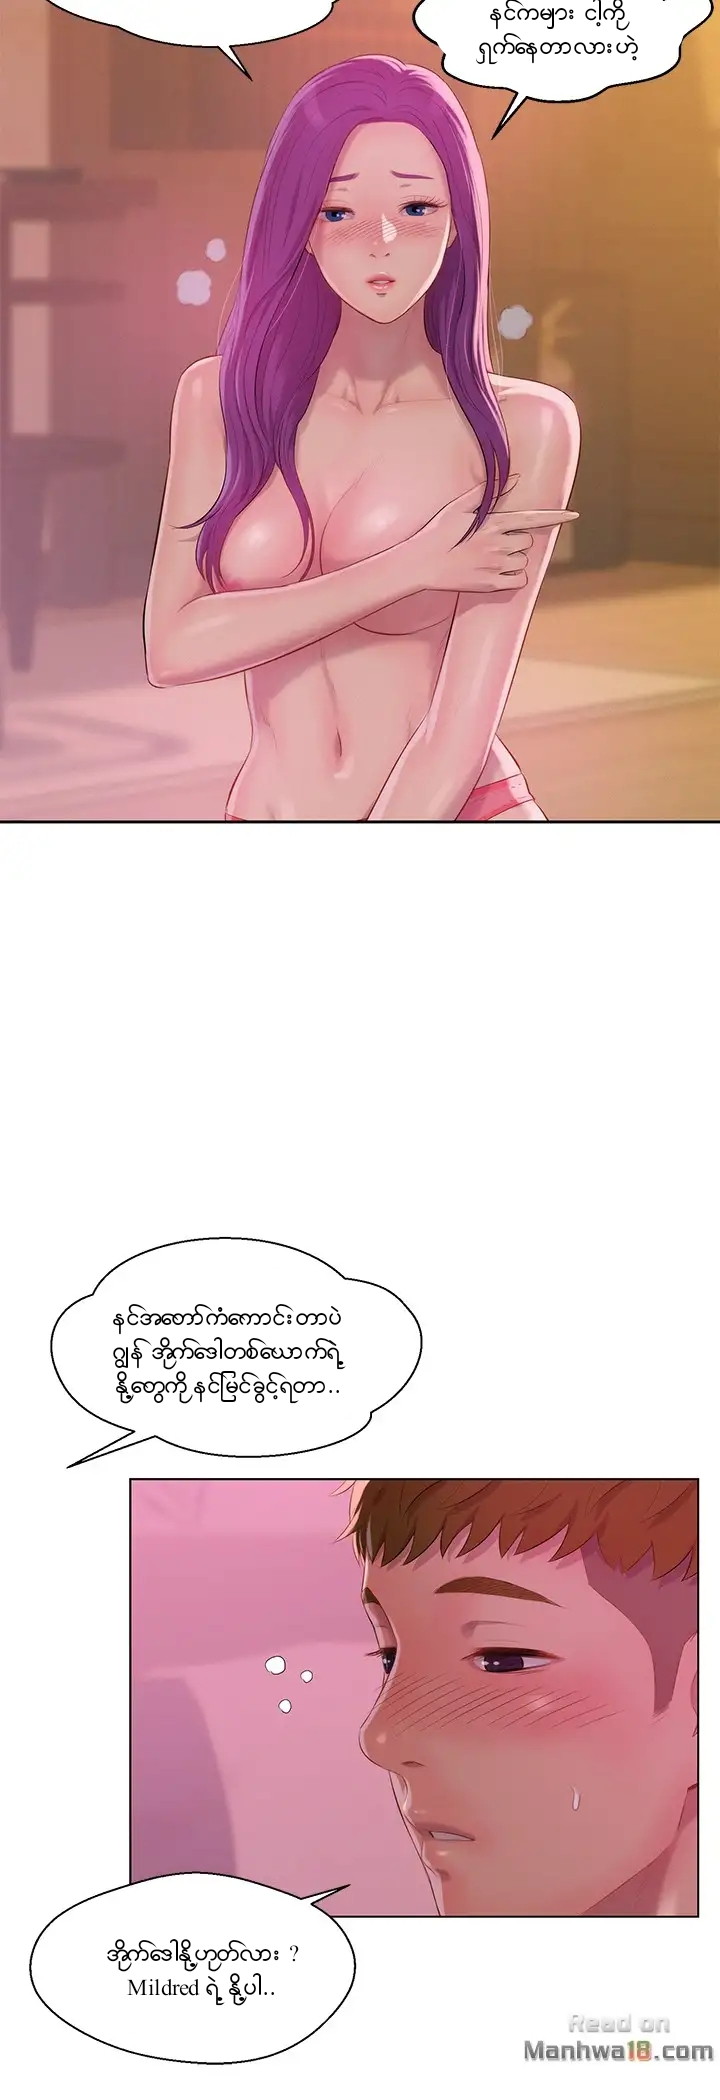 နင်ကများ ငါ့ကို
ရှက်နေတာလား ဟဲ့
နင်အတော်ကံကောင်းတာပဲ
ဂျွန် အိုက်ဒေါတစ်ယောက်ရဲ့
နို့တွေကို နင်မြင်ခွင့်ရတာ..
အိုက်ဒေါနို့ဟုတ်လား ?
Mildred ရဲ့ နို့ပါ..
Read on
Manhwa18.com